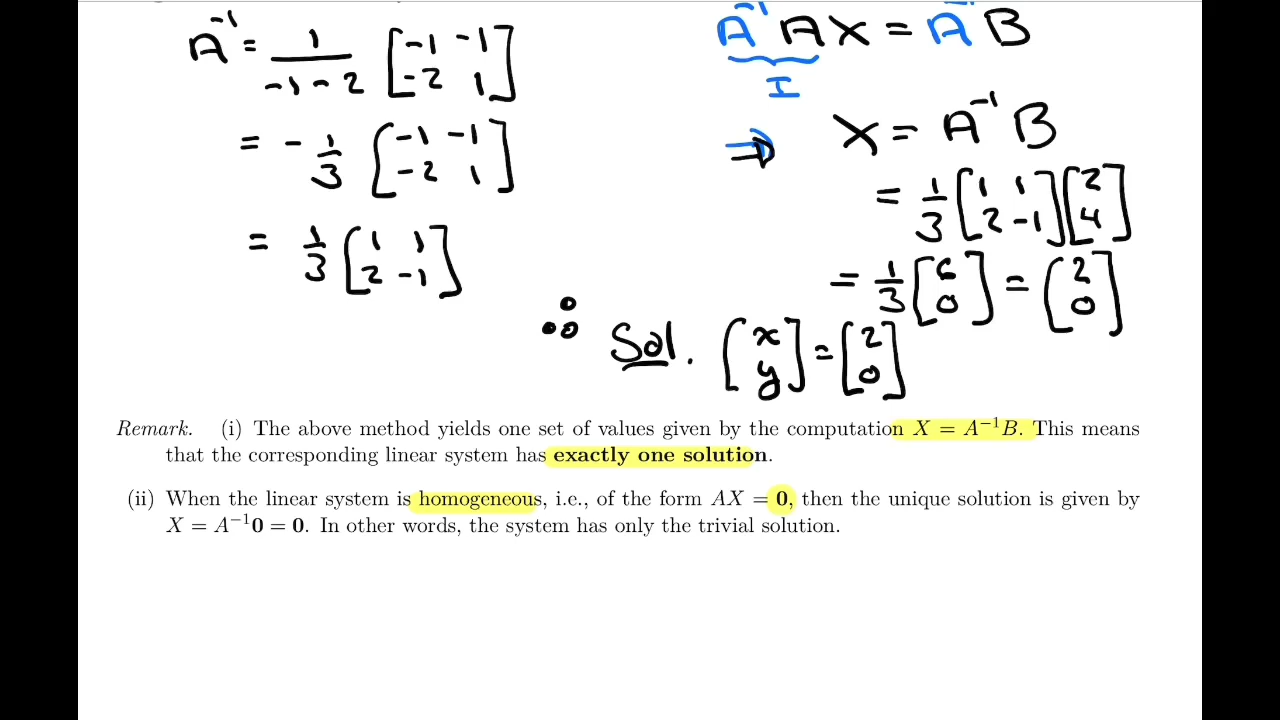 A⁻¹ = 1/(-1-2) [-1 -1; -2 1]
= -1/3 [-1 -1; -2 1]
= 1/3 [1 1; 2 -1]
A⁻¹ A X = A⁻¹ B
I
⇒ X = A⁻¹ B
= 1/3 [1 1; 2 -1] [2; 4]
= 1/3 [6; 0] = [2; 0]
∴ Sol. [x; y] = [2; 0]
Remark. (i) The above method yields one set of values given by the computation X = A⁻¹B. This means
that the corresponding linear system has exactly one solution.
(ii) When the linear system is homogeneous, i.e., of the form AX = 0, then the unique solution is given by
X = A⁻¹0 = 0. In other words, the system has only the trivial solution.